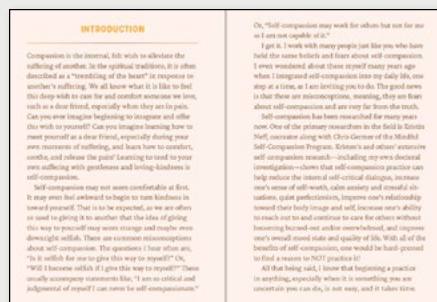 INTRODUCTION
Compassion is the internal, felt wish to alleviate the
suffering of another. In the spiritual traditions, it is often
described as a "trembling of the heart" in response to
another's suffering. We all know what it is like to feel
this deep wish to care for and comfort someone we love,
such as a dear friend, especially when they are in pain.
Can you ever imagine beginning to integrate and offer
this wish to yourself? Can you imagine learning how to
meet yourself as a dear friend, especially during your
own moments of suffering, and learn how to comfort,
soothe, and release the pain? Learning to tend to your
own suffering with gentleness and loving-kindness is
self-compassion.
Self-compassion may not seem comfortable at first.
It may even feel awkward to begin to turn kindness in
toward yourself. That is to be expected, as we are often
so used to giving it to another that the idea of giving
this way to yourself may seem strange and maybe even
downright selfish. There are common misconceptions
about self-compassion. The questions I hear often are,
"Is it selfish for me to give this way to myself?" Or,
"Will I become selfish if I give this way to myself?" These
usually accompany statements like, "I am so critical and
judgmental of myself I can never be self-compassionate."
Or, "Self-compassion may work for others but not for me
as I am not capable of it."
I get it. I work with many people just like you who have
held the same beliefs and fears about self-compassion.
I even wondered about these myself many years ago
when I integrated self-compassion into my daily life, one
step at a time, as I am inviting you to do. The good news
is that these are misconceptions, meaning, they are fears
about self-compassion and are very far from the truth.
Self-compassion has been researched for many years
now. One of the primary researchers in the field is Kristin
Neff, cocreator along with Chris Germer of the Mindful
Self-Compassion Program. Kristen's and others' extensive
self-compassion research—including my own doctoral
investigation—shows that self-compassion practice can
help reduce the internal self-critical dialogue, increase
one's sense of self-worth, calm anxiety and stressful sit-
uations, quiet perfectionism, improve one's relationship
toward their body image and self, increase one's ability
to reach out to and continue to care for others without
becoming burned-out and/or overwhelmed, and improve
one's overall mood state and quality of life. With all of the
benefits of self-compassion, one would be hard-pressed
to find a reason to NOT practice it!
All that being said, I know that beginning a practice
in anything, especially when it is something you are
uncertain you can do, is not easy, and it takes time.